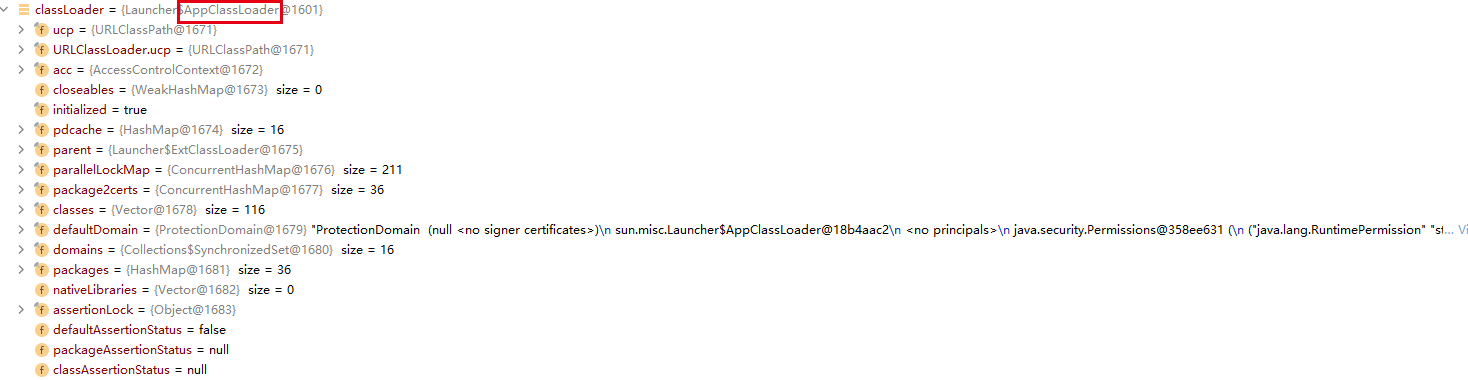 classLoader = {Launcher$AppClassLoader@1601}
f ucp = {URLClassPath@1671}
f URLClassLoader.ucp = {URLClassPath@1671}
f acc = {AccessControlContext@1672}
f closeables = {WeakHashMap@1673} size = 0
f initialized = true
f pdcache = {HashMap@1674} size = 16
f parent = {Launcher$ExtClassLoader@1675}
f parallelLockMap = {ConcurrentHashMap@1676} size = 211
f package2certs = {ConcurrentHashMap@1677} size = 36
f classes = {Vector@1678} size = 116
f defaultDomain = {ProtectionDomain@1679} "ProtectionDomain (null <no signer certificates>)\n sun.misc.Launcher$AppClassLoader@18b4aac2\n <no principals>\n java.security.Permissions@358ee631 (\n ("java.lang.RuntimePermission" "st... Vi
f domains = {Collections$SynchronizedSet@1680} size = 16
f packages = {HashMap@1681} size = 36
f nativeLibraries = {Vector@1682} size = 0
f assertionLock = {Object@1683}
f defaultAssertionStatus = false
f packageAssertionStatus = null
f classAssertionStatus = null